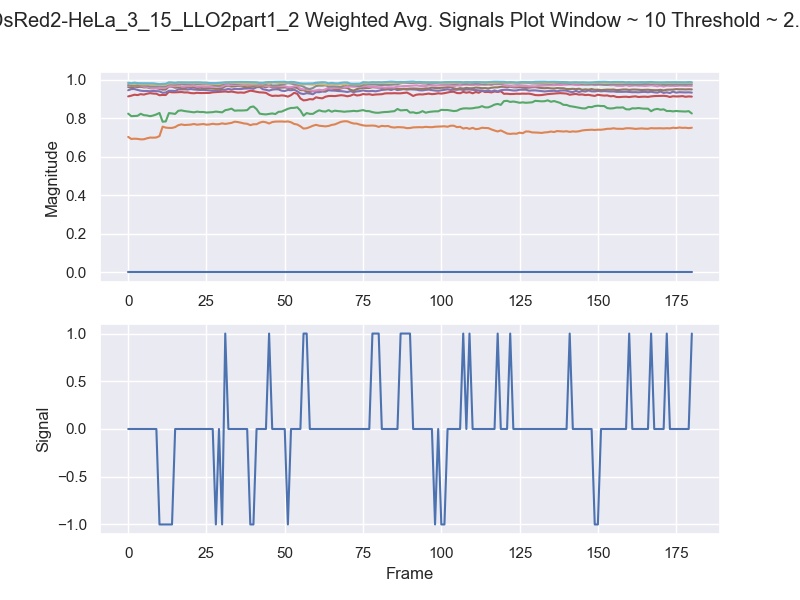 DsRed2-HeLa_3_15_LLO2part1_2 Weighted Avg. Signals Plot Window ~ 10 Threshold ~ 2.
1.0
0.8
0.6
0.4
0.2
0.0
Magnitude
0 25 50 75 100 125 150 175
1.0
0.5
0.0
−0.5
−1.0
Signal
0 25 50 75 100 125 150 175
Frame